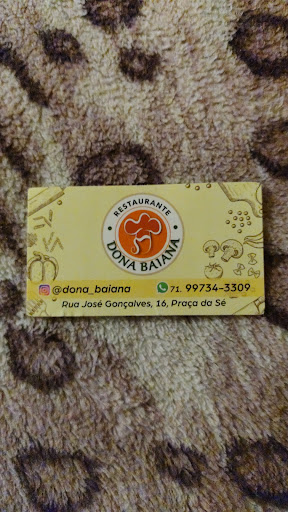 RESTAURANTE
DONA BAIANA
@dona_baiana
71. 99734-3309
Rua José Gonçalves, 16, Praça da Sé